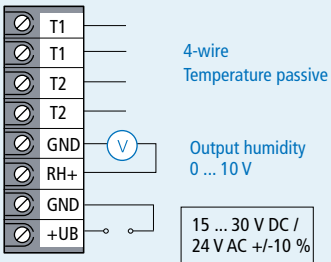 T1
T1
T2
T2
GND
RH+
GND
+UB
4-wire
Temperature passive
V
Output humidity
0 ... 10 V
15 ... 30 V DC /
24 V AC +/-10 %